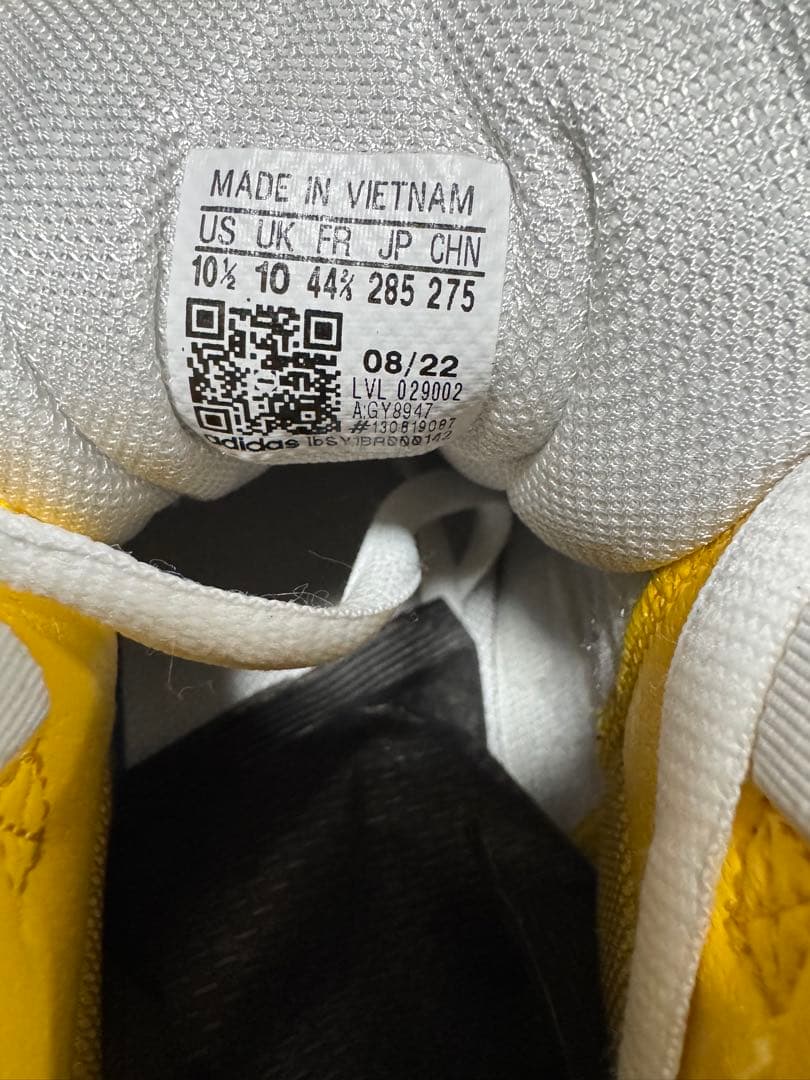 MADE IN VIETNAM
US UK FR JP CHN
10½ 10 44⅔ 285 275
08/22
LVL 029002
A:GY8947
#130819087
adidas